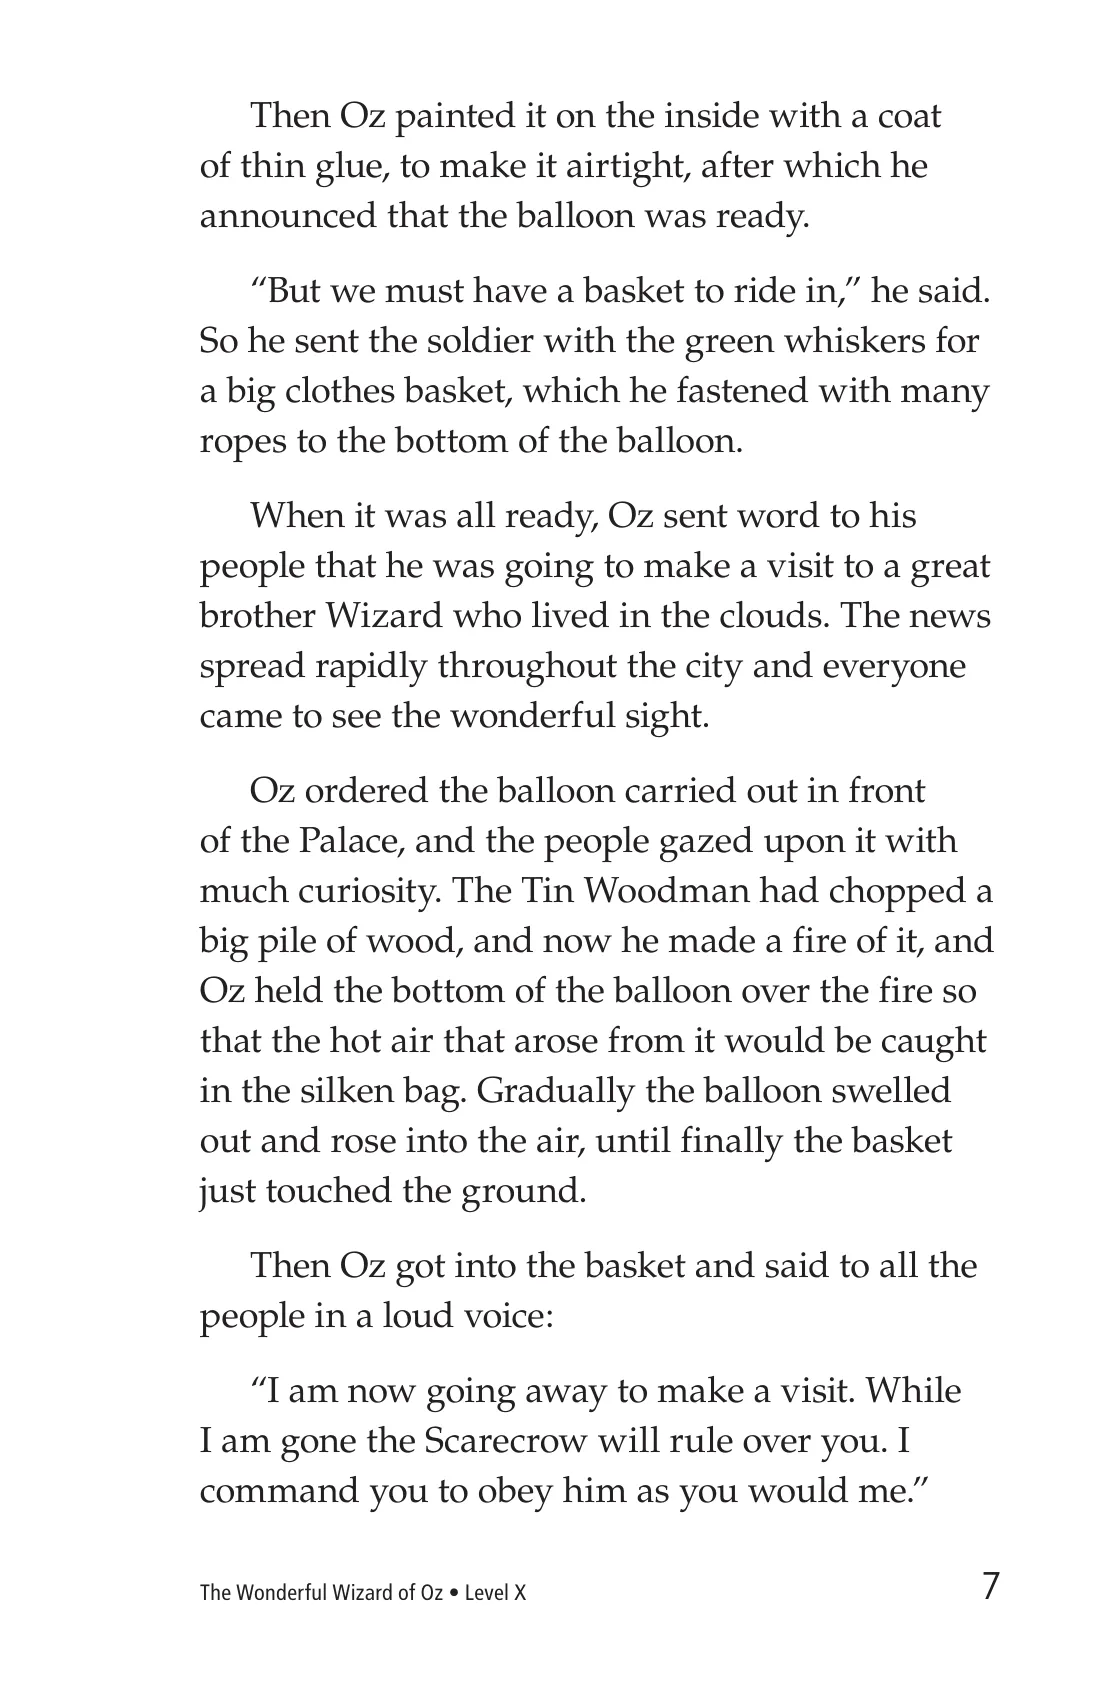 Then Oz painted it on the inside with a coat
of thin glue, to make it airtight, after which he
announced that the balloon was ready.
“But we must have a basket to ride in,” he said.
So he sent the soldier with the green whiskers for
a big clothes basket, which he fastened with many
ropes to the bottom of the balloon.
When it was all ready, Oz sent word to his
people that he was going to make a visit to a great
brother Wizard who lived in the clouds. The news
spread rapidly throughout the city and everyone
came to see the wonderful sight.
Oz ordered the balloon carried out in front
of the Palace, and the people gazed upon it with
much curiosity. The Tin Woodman had chopped a
big pile of wood, and now he made a fire of it, and
Oz held the bottom of the balloon over the fire so
that the hot air that arose from it would be caught
in the silken bag. Gradually the balloon swelled
out and rose into the air, until finally the basket
just touched the ground.
Then Oz got into the basket and said to all the
people in a loud voice:
“I am now going away to make a visit. While
I am gone the Scarecrow will rule over you. I
command you to obey him as you would me.”
The Wonderful Wizard of Oz • Level X
7